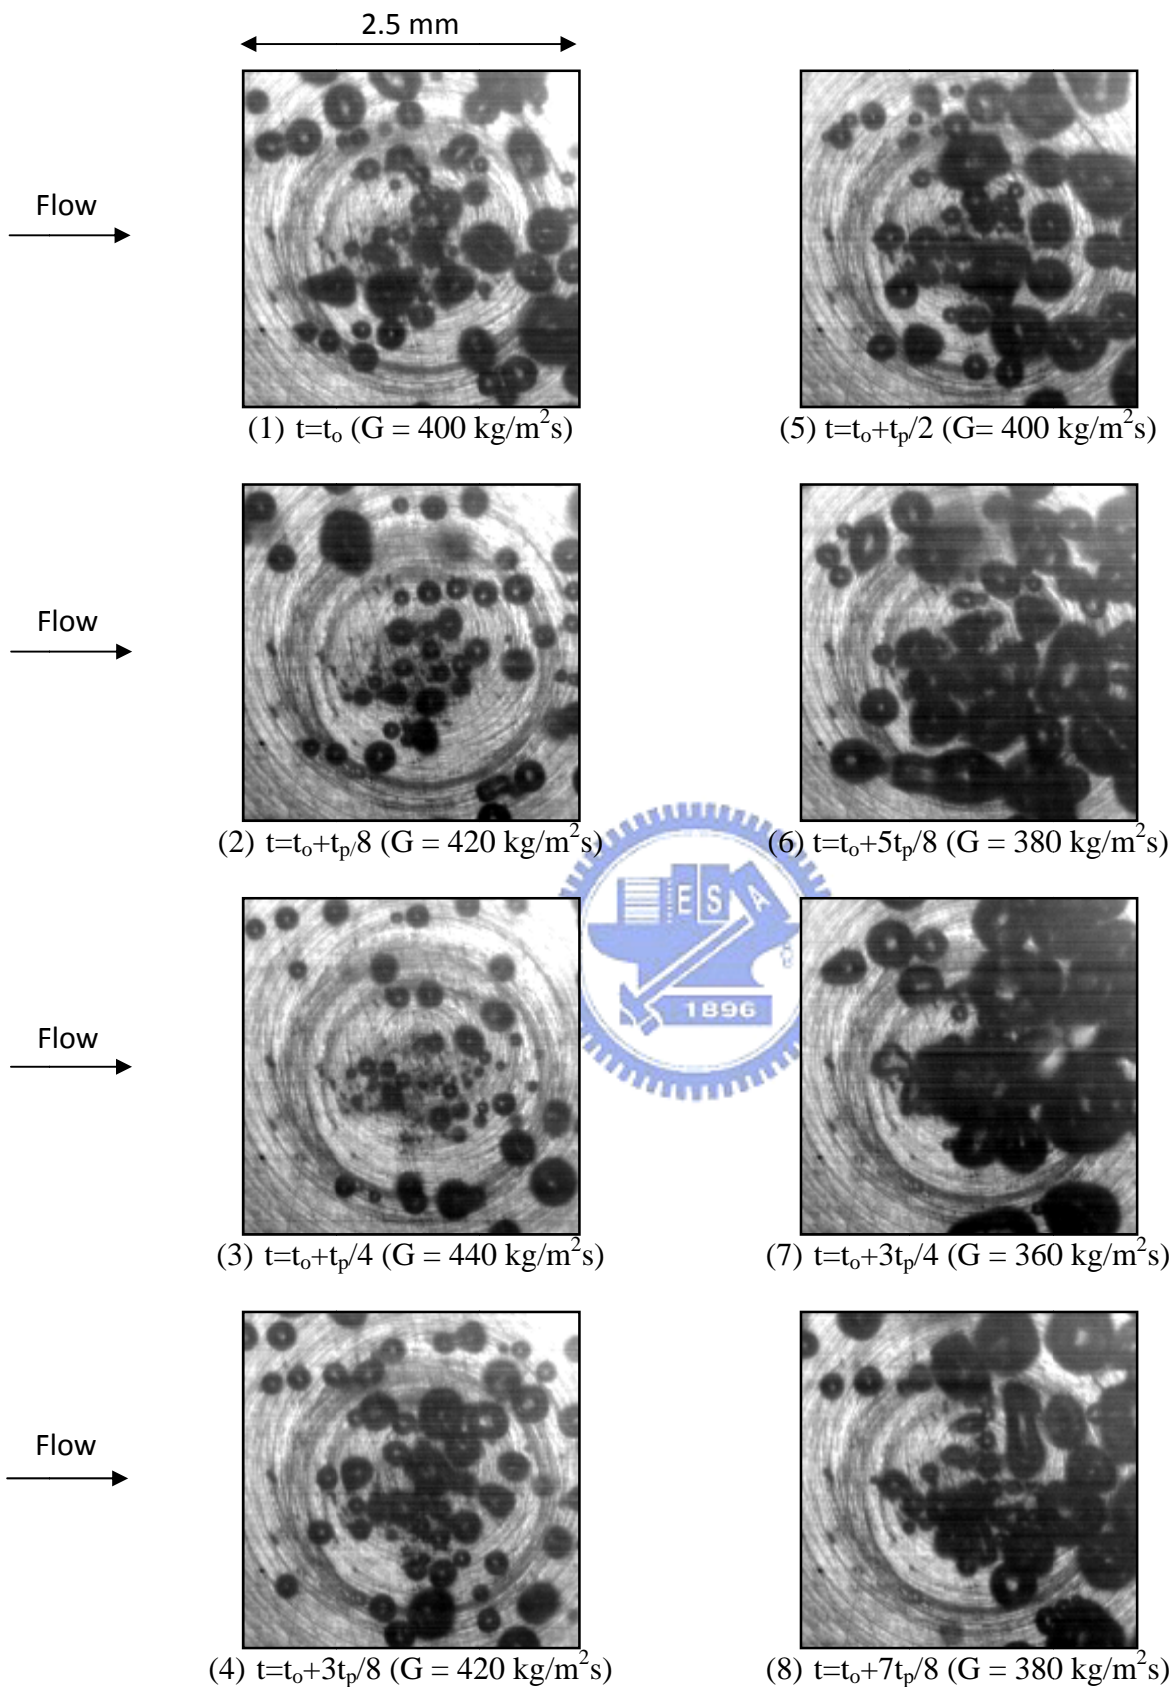 2.5 mm
Flow
(1) t=tₒ (G = 400 kg/m²s)
(5) t=tₒ+tₚ/2 (G= 400 kg/m²s)
Flow
(2) t=tₒ+tₚ/8 (G = 420 kg/m²s)
(6) t=tₒ+5tₚ/8 (G = 380 kg/m²s)
E S A
1896
Flow
(3) t=tₒ+tₚ/4 (G = 440 kg/m²s)
(7) t=tₒ+3tₚ/4 (G = 360 kg/m²s)
Flow
(4) t=tₒ+3tₚ/8 (G = 420 kg/m²s)
(8) t=tₒ+7tₚ/8 (G = 380 kg/m²s)